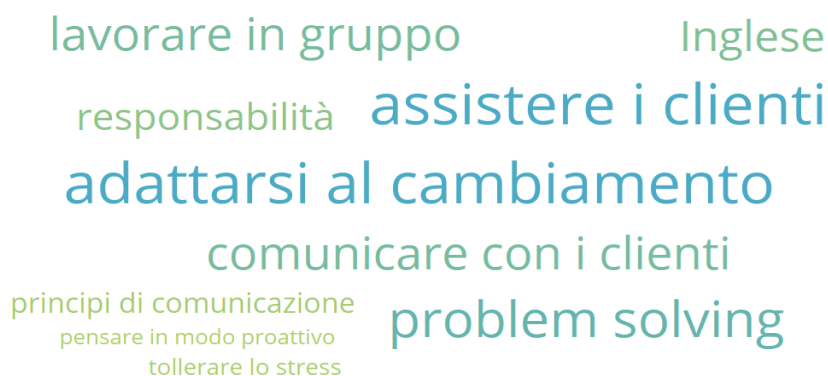 lavorare in gruppo
Inglese
responsabilità
assistere i clienti
adattarsi al cambiamento
comunicare con i clienti
principi di comunicazione
problem solving
pensare in modo proattivo
tollerare lo stress